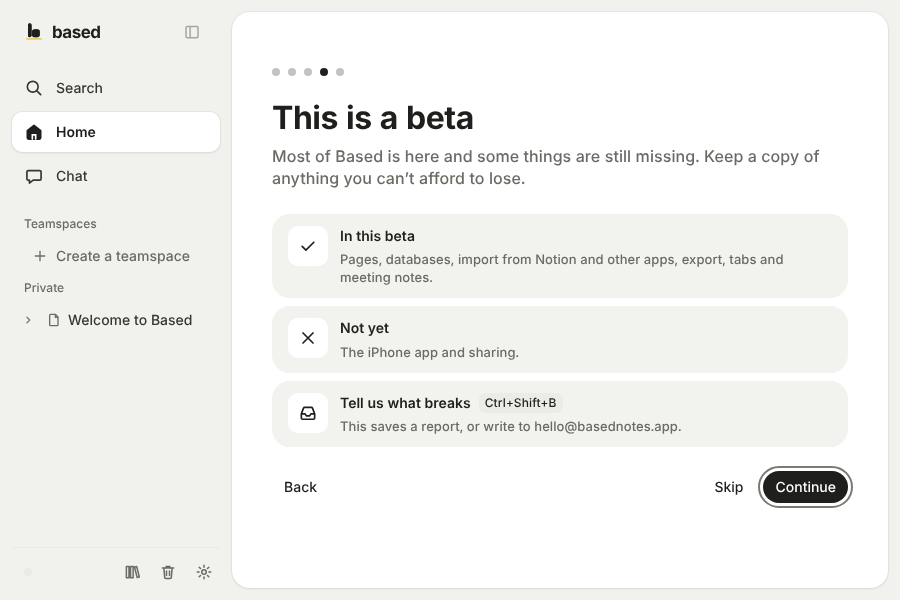 based
Search
Home
Chat
Teamspaces
Create a teamspace
Private
Welcome to Based
This is a beta
Most of Based is here and some things are still missing. Keep a copy of
anything you can’t afford to lose.
In this beta
Pages, databases, import from Notion and other apps, export, tabs and
meeting notes.
Not yet
The iPhone app and sharing.
Tell us what breaks Ctrl+Shift+B
This saves a report, or write to hello@basednotes.app.
Back
Skip
Continue